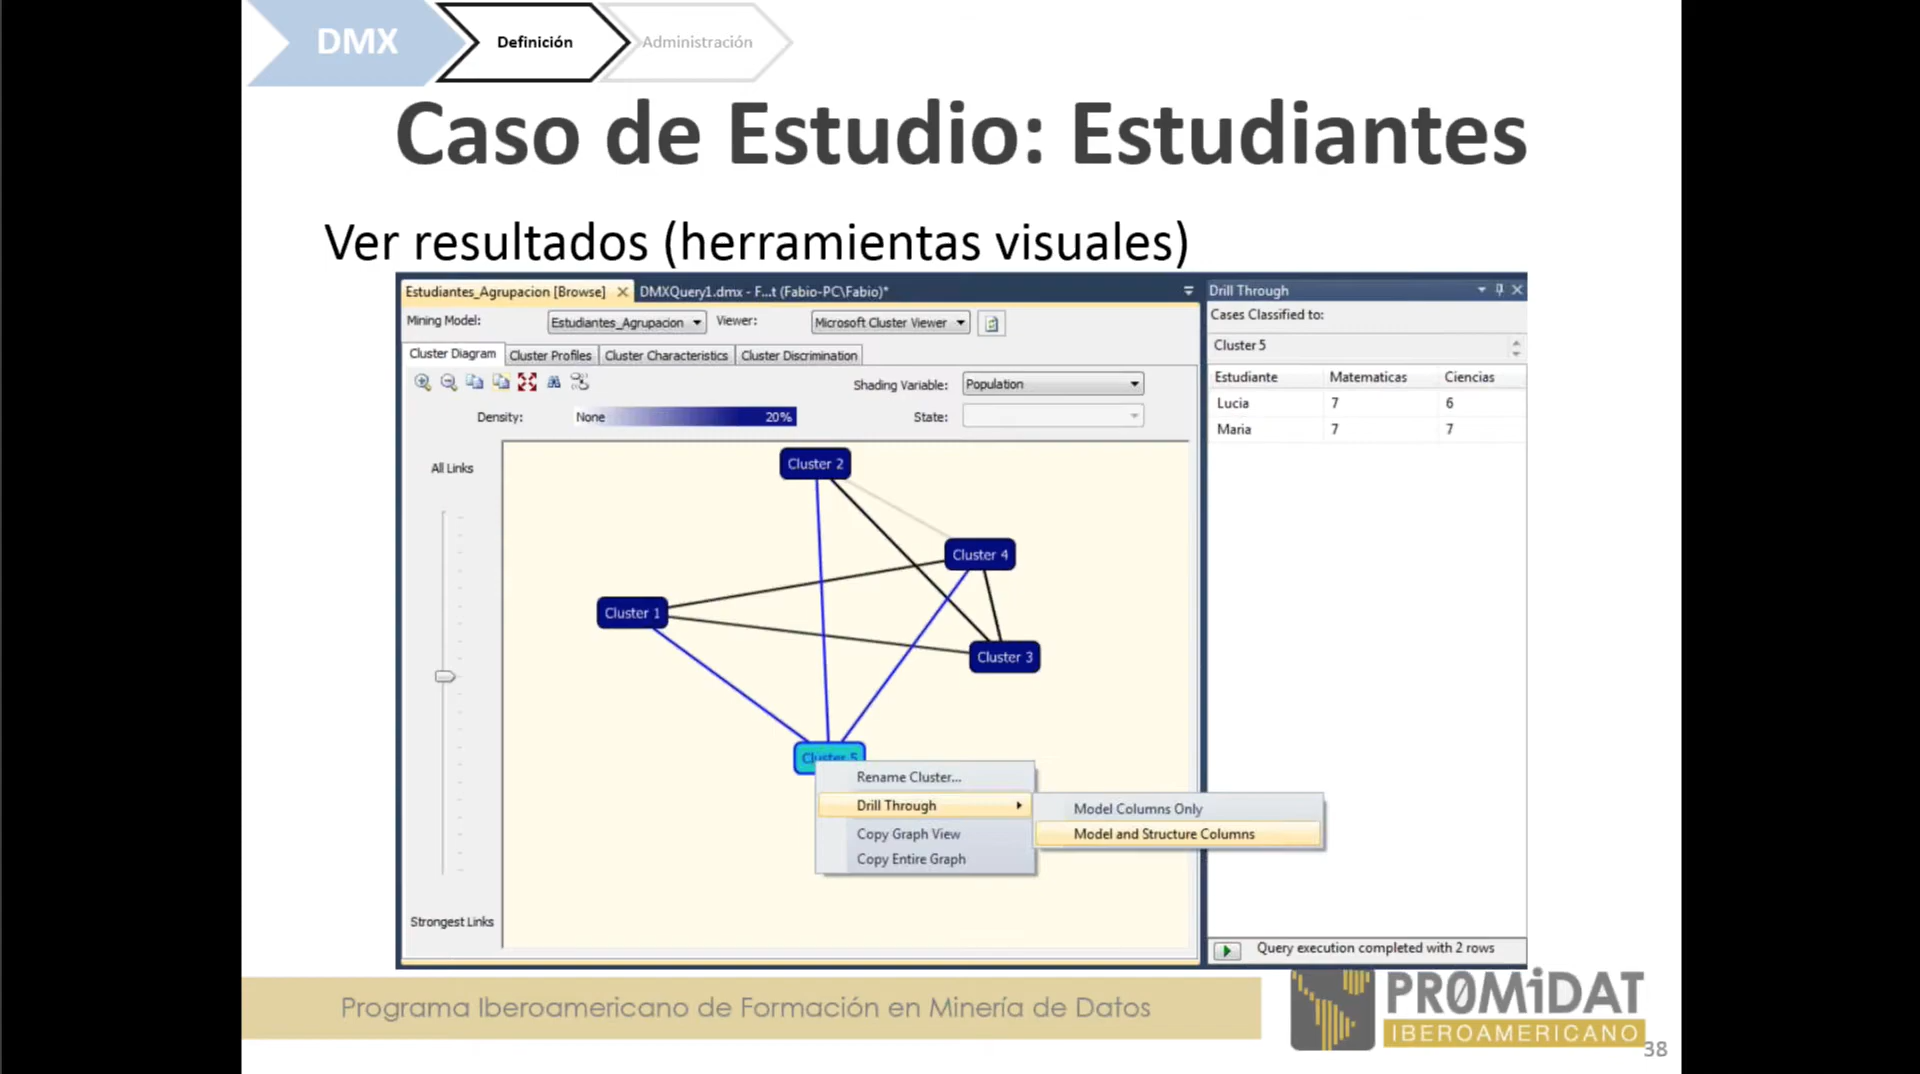 DMX
Definición
Administración
Caso de Estudio: Estudiantes
Ver resultados (herramientas visuales)
Estudiantes_Agrupacion [Browse]
DMXQuery1.dmx - F...t (Fabio-PC\Fabio)*
Mining Model:
Estudiantes_Agrupacion
Viewer:
Microsoft Cluster Viewer
Cluster Diagram
Cluster Profiles
Cluster Characteristics
Cluster Discrimination
Shading Variable:
Population
Density:
None
20%
State:
All Links
Strongest Links
Cluster 2
Cluster 4
Cluster 1
Cluster 3
Cluster 5
Rename Cluster...
Drill Through
Copy Graph View
Copy Entire Graph
Model Columns Only
Model and Structure Columns
Drill Through
Cases Classified to:
Cluster 5
Estudiante Matematicas Ciencias
Lucia 7 6
Maria 7 7
Query execution completed with 2 rows
Programa Iberoamericano de Formación en Minería de Datos
PR0MiDAT
IBEROAMERICANO
38